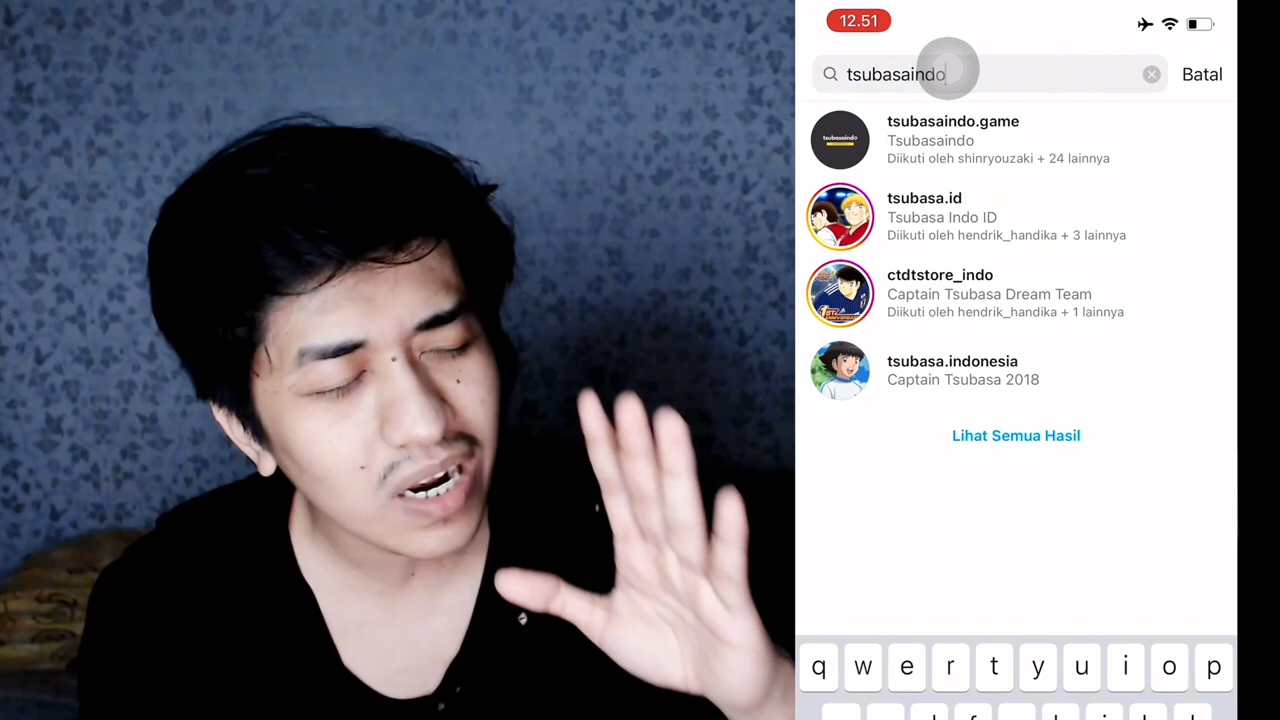 12.51
tsubasaindo
Batal
tsubasaindo
tsubasaindo.game
Tsubasaindo
Diikuti oleh shinryouzaki + 24 lainnya
tsubasa.id
Tsubasa Indo ID
Diikuti oleh hendrik_handika + 3 lainnya
ctdtstore_indo
Captain Tsubasa Dream Team
Diikuti oleh hendrik_handika + 1 lainnya
tsubasa.indonesia
Captain Tsubasa 2018
Lihat Semua Hasil
q w e r t y u i o p